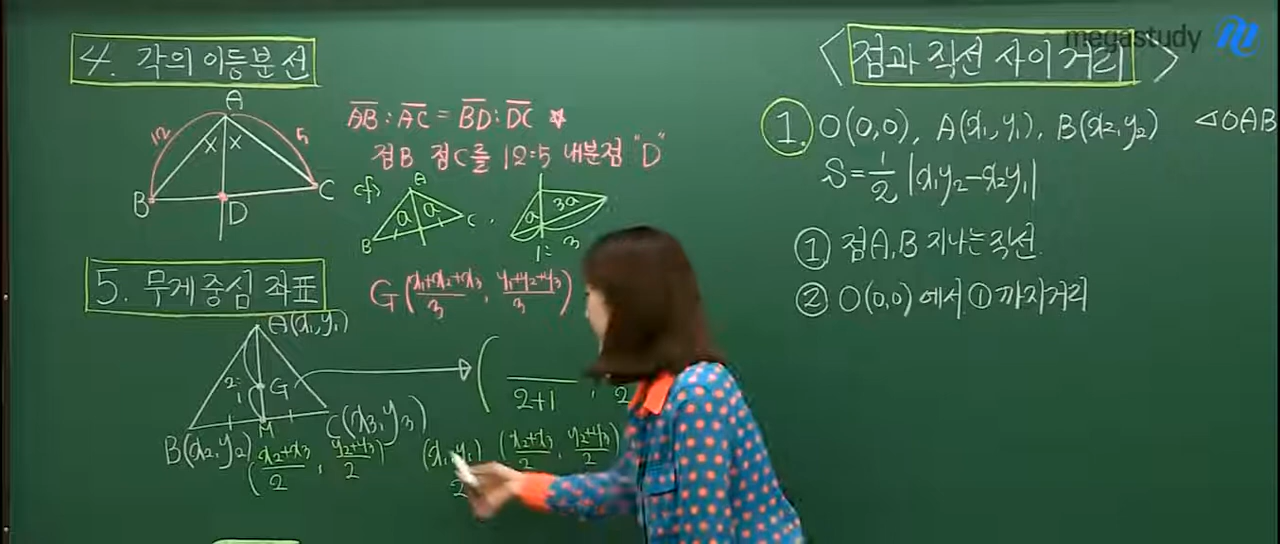 4. 각의 이등분선
A
12
5
x x
B
D
C
AB : AC = BD : DC ☆
점B 점C를 12:5 내분점 "D"
cf)
A
a a
B
C
a 3a
1 : 3
5. 무게중심 좌표
G(x₁+x₂+x₃/3, y₁+y₂+y₃/3)
A(x₁, y₁)
2:1
G
M
B(x₂, y₂)
C(x₃, y₃)
(x₂+x₃/2, y₂+y₃/2)
( /2+1, 2
(x₁, y₁) (x₂+x₃/2, y₂+y₃/2)
2
megastudy
<점과 직선 사이 거리>
1. O(0,0), A(x₁, y₁), B(x₂, y₂) △OAB
S = 1/2 |x₁y₂-x₂y₁|
① 점A, B 지나는 직선.
② O(0,0)에서 ①까지 거리